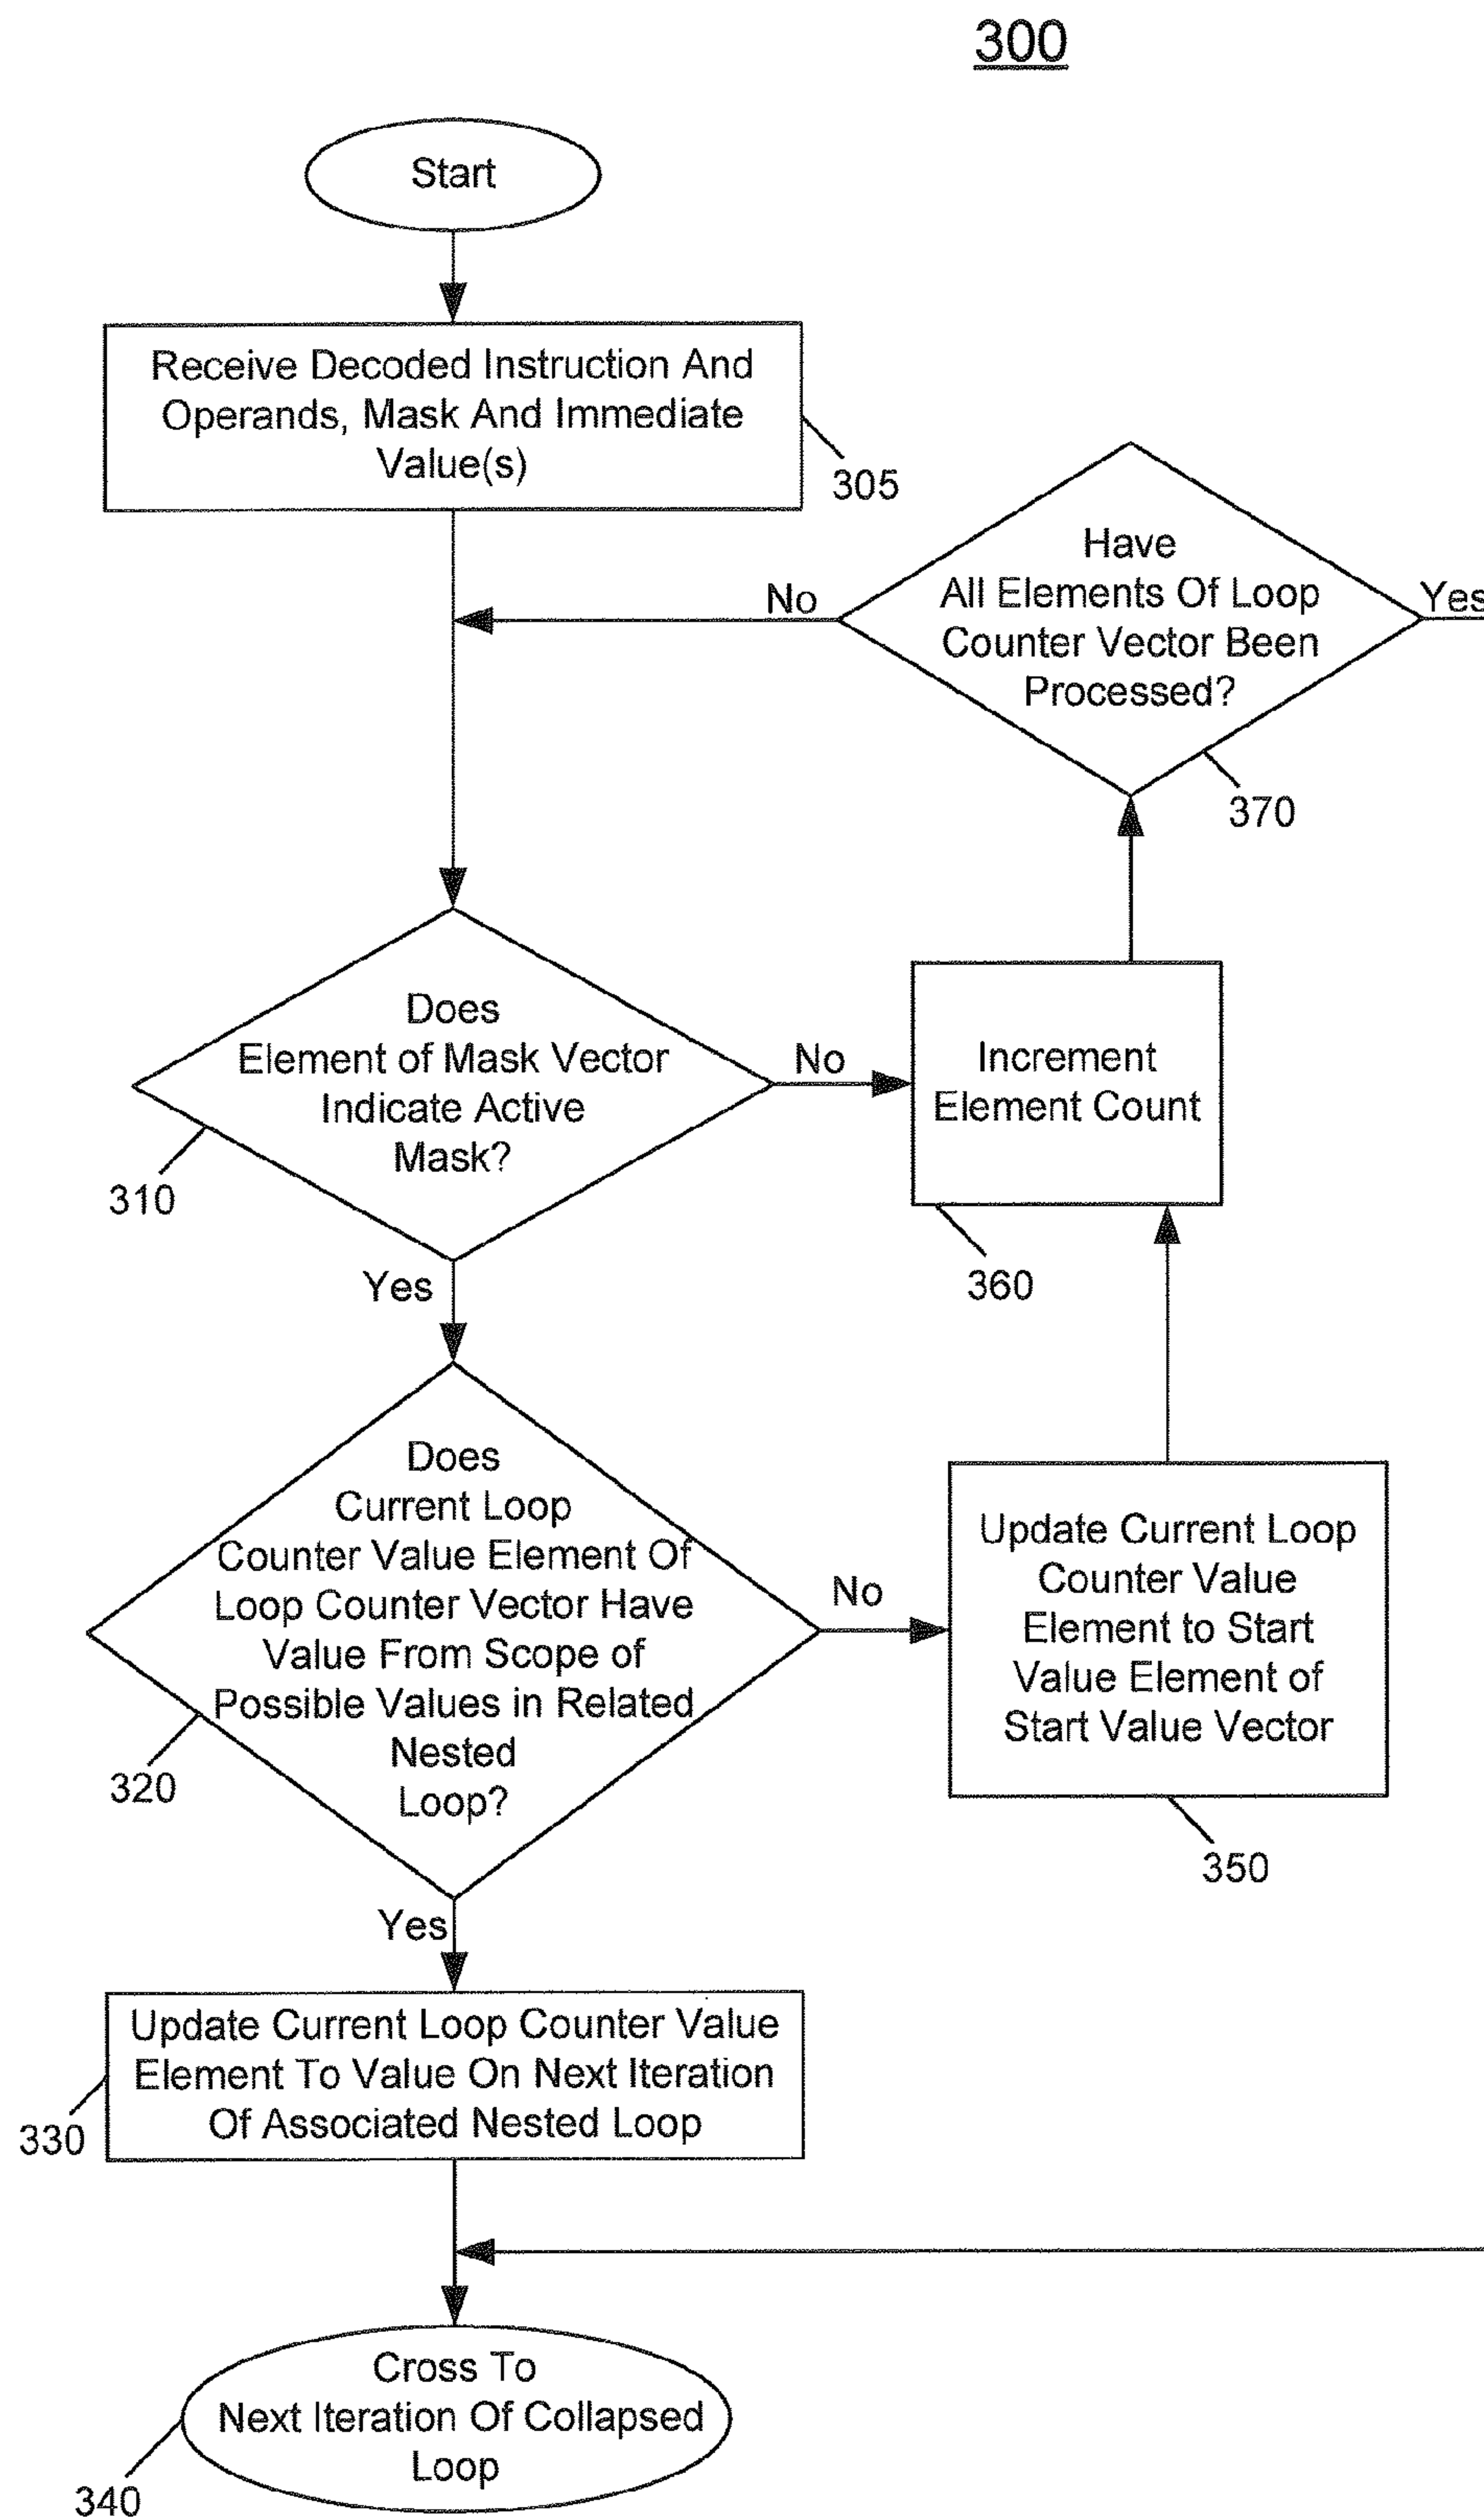 300
Start
Receive Decoded Instruction And
Operands, Mask And Immediate
Value(s)
305
Have
All Elements Of Loop
Counter Vector Been
Processed?
No
Yes
370
Does
Element of Mask Vector
Indicate Active
Mask?
No
310
Yes
Increment
Element Count
360
Does
Current Loop
Counter Value Element Of
Loop Counter Vector Have
Value From Scope of
Possible Values in Related
Nested
Loop?
No
320
Yes
Update Current Loop
Counter Value
Element to Start
Value Element of
Start Value Vector
350
Update Current Loop Counter Value
Element To Value On Next Iteration
Of Associated Nested Loop
330
Cross To
Next Iteration Of Collapsed
Loop
340